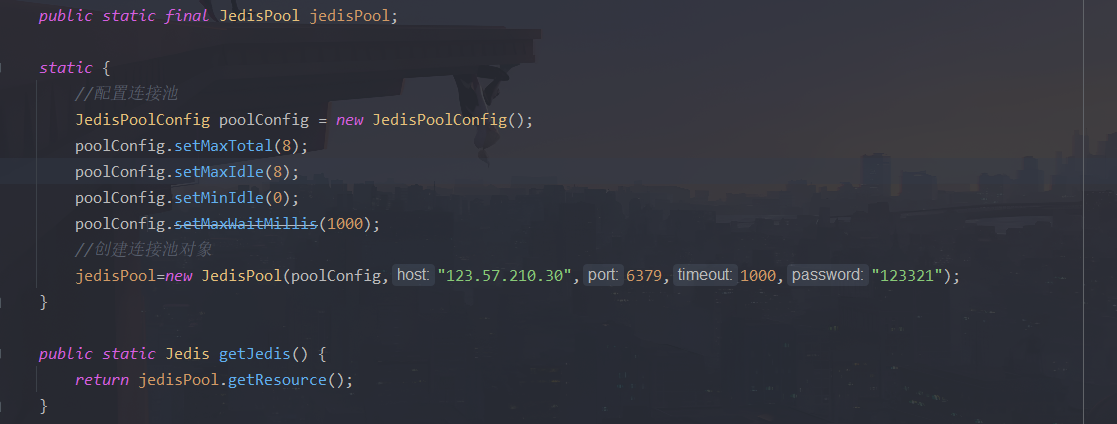 public static final JedisPool jedisPool;
static {
//配置连接池
JedisPoolConfig poolConfig = new JedisPoolConfig();
poolConfig.setMaxTotal(8);
poolConfig.setMaxIdle(8);
poolConfig.setMinIdle(0);
poolConfig.setMaxWaitMillis(1000);
//创建连接池对象
jedisPool=new JedisPool(poolConfig, host: "123.57.210.30", port: 6379, timeout: 1000, password: "123321");
}
public static Jedis getJedis() {
return jedisPool.getResource();
}